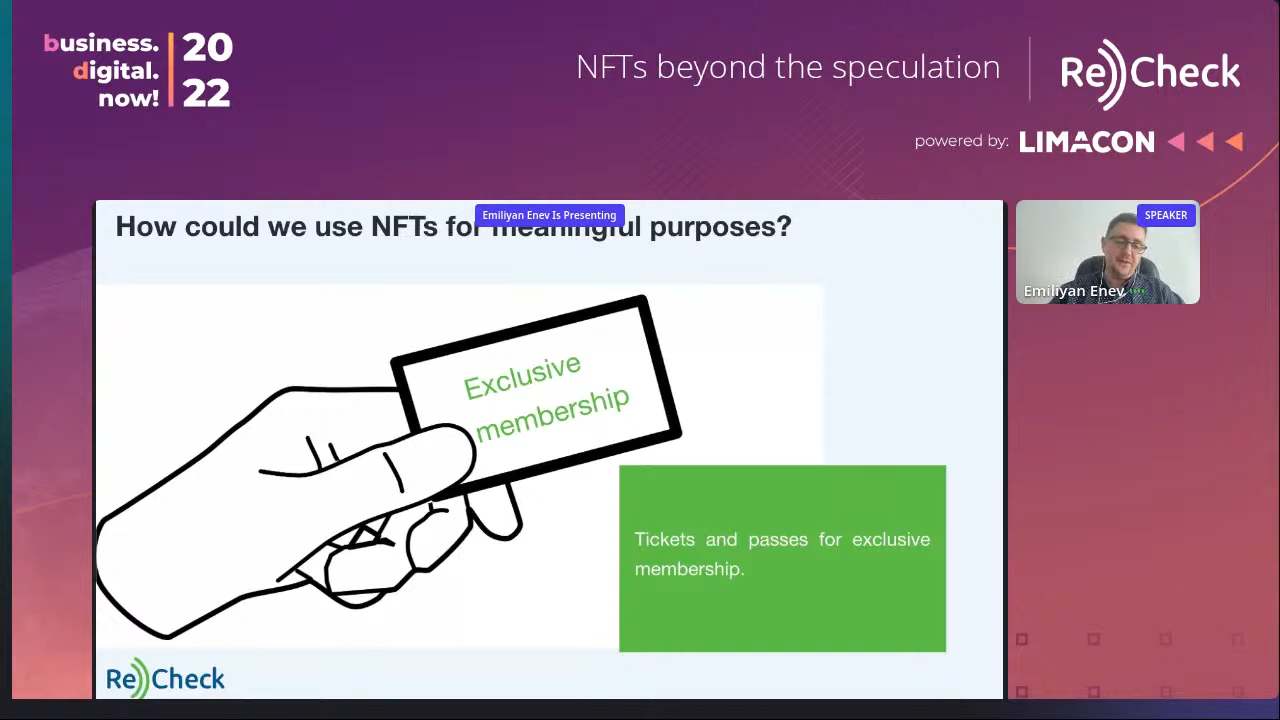 business.
digital.
now!
20
22
NFTs beyond the speculation
Re))Check
powered by: LIMACON
Emiliyan Enev Is Presenting
How could we use NFTs for meaningful purposes?
SPEAKER
Emiliyan Enev
Exclusive
membership
Tickets and passes for exclusive
membership.
Re))Check